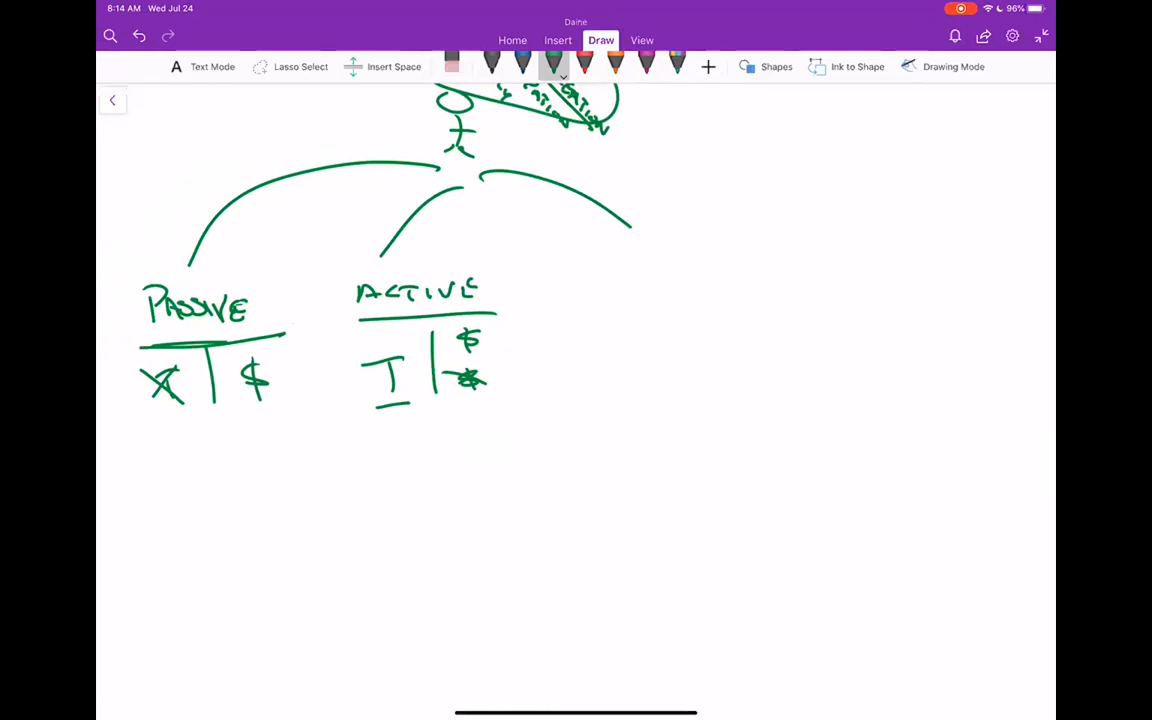 8:14 AM Wed Jul 24
96%
Daine
Home Insert Draw View
A Text Mode Lasso Select Insert Space Shapes Ink to Shape Drawing Mode
PASSIVE ACTIVE
$
T $